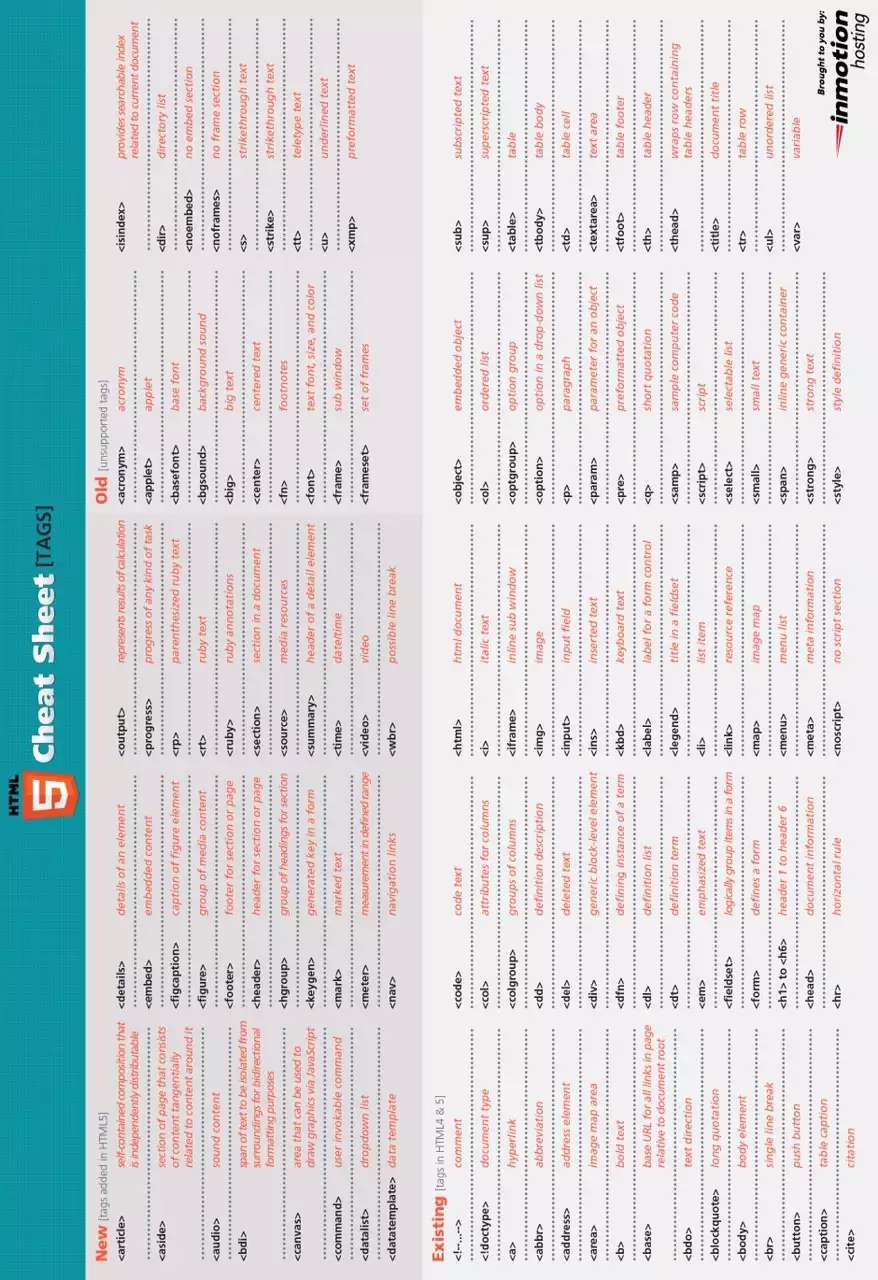 HTML
5 Cheat Sheet [TAGS]
New [tags added in HTML5]
<article> self-contained composition that
is independently distributable
<aside> section of page that consists
of content tangentially
related to content around it
<audio> sound content
<bdi> span of text to be isolated from
surroundings for bidirectional
formatting purposes
<canvas> area that can be used to
draw graphics via JavaScript
<command> user invokable command
<datalist> dropdown list
<datatemplate> data template
<details> details of an element
<embed> embedded content
<figcaption> caption of figure element
<figure> group of media content
<footer> footer for section or page
<header> header for section or page
<hgroup> group of headings for section
<keygen> generated key in a form
<mark> marked text
<meter> measurement in defined range
<nav> navigation links
<output> represents results of calculation
<progress> progress of any kind of task
<rp> parenthesized ruby text
<rt> ruby text
<ruby> ruby annotations
<section> section in a document
<source> media resources
<summary> header of a detail element
<time> date/time
<video> video
<wbr> possible line break
Old [unsupported tags]
<acronym> acronym
<applet> applet
<basefont> base font
<bgsound> background sound
<big> big text
<center> centered text
<fn> footnotes
<font> text font, size, and color
<frame> sub window
<frameset> set of frames
<isindex> provides searchable index
related to current document
<dir> directory list
<noembed> no embed section
<noframes> no frame section
<s> strikethrough text
<strike> strikethrough text
<tt> teletype text
<u> underlined text
<xmp> preformatted text
Existing [tags in HTML4 & 5]
<!--...--> comment
<!doctype> document type
<a> hyperlink
<abbr> abbreviation
<address> address element
<area> image map area
<b> bold text
<base> base URL for all links in page
relative to document root
<bdo> text direction
<blockquote> long quotation
<body> body element
<br> single line break
<button> push button
<caption> table caption
<cite> citation
<code> code text
<col> attributes for columns
<colgroup> groups of columns
<dd> definition description
<del> deleted text
<div> generic block-level element
<dfn> defining instance of a term
<dl> definition list
<dt> definition term
<em> emphasized text
<fieldset> logically group items in a form
<form> defines a form
<h1> to <h6> header 1 to header 6
<head> document information
<hr> horizontal rule
<html> html document
<i> italic text
<iframe> inline sub window
<img> image
<input> input field
<ins> inserted text
<kbd> keyboard text
<label> label for a form control
<legend> title in a fieldset
<li> list item
<link> resource reference
<map> image map
<menu> menu list
<meta> meta information
<noscript> no script section
<object> embedded object
<ol> ordered list
<optgroup> option group
<option> option in a drop-down list
<p> paragraph
<param> parameter for an object
<pre> preformatted object
<q> short quotation
<samp> sample computer code
<script> script
<select> selectable list
<small> small text
<span> inline generic container
<strong> strong text
<style> style definition
<sub> subscripted text
<sup> superscripted text
<table> table
<tbody> table body
<td> table cell
<textarea> text area
<tfoot> table footer
<th> table header
<thead> wraps row containing
table headers
<title> document title
<tr> table row
<ul> unordered list
<var> variable
Brought to you by:
inmotion
hosting